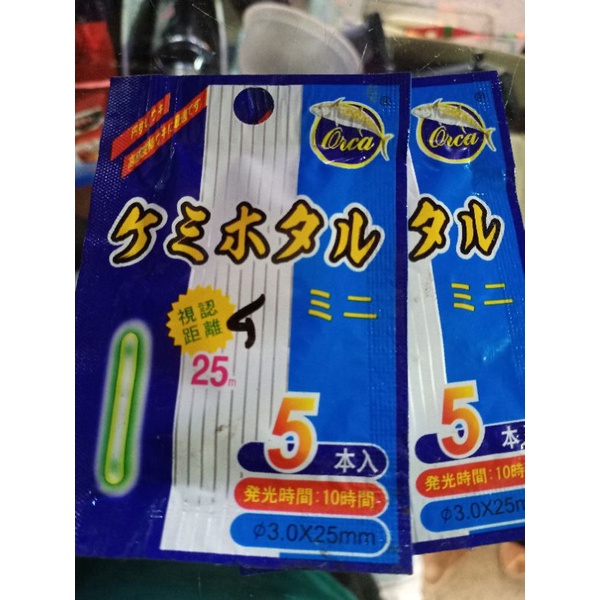 Orca
®
ケミホタル
ミニ
視認
距離
25m
5
本入
発光時間:10時間
φ3.0X25mm
Orca
タル
ミニ
5
本入
発光時間:10時
φ3.0X25mm